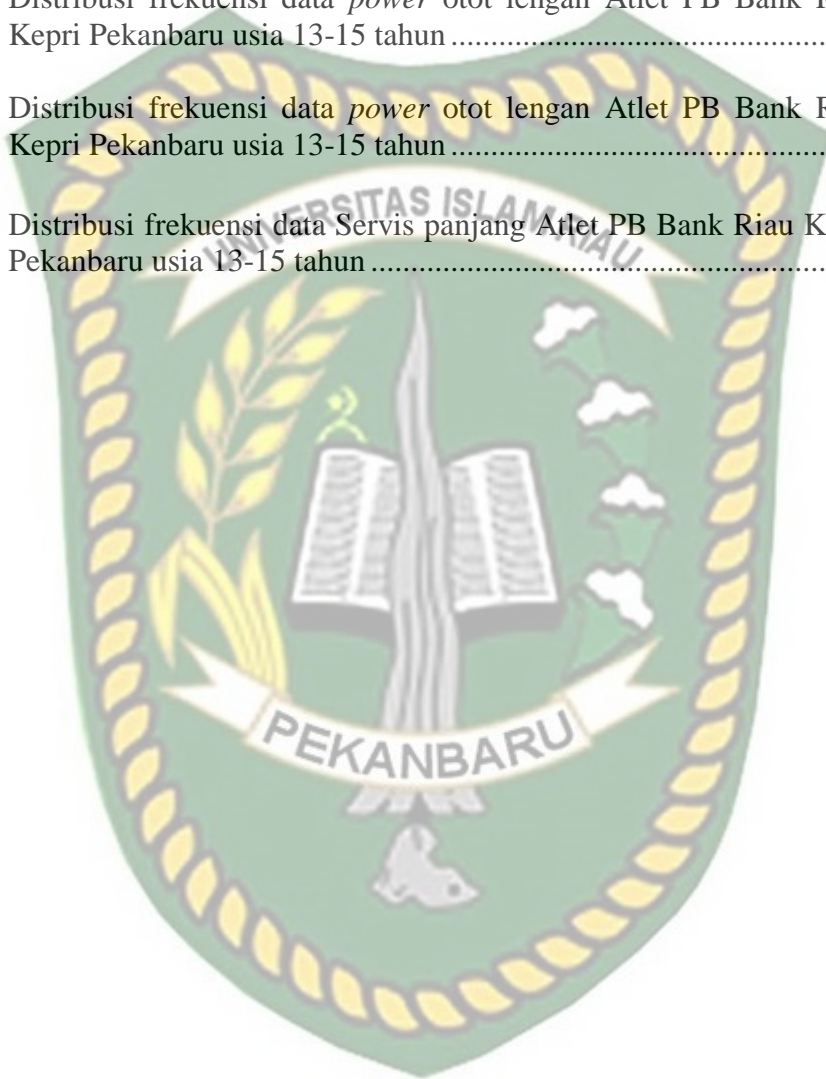 Distribusi frekuensi data power otot lengan Atlet PB Bank
Kepri Pekanbaru usia 13-15 tahun ................................................
Distribusi frekuensi data power otot lengan Atlet PB Bank
Kepri Pekanbaru usia 13-15 tahun ................................................
UNIVERSITAS ISLAM RIAU
Distribusi frekuensi data Servis panjang Atlet PB Bank Riau
Pekanbaru usia 13-15 tahun ..........................................................
PEKANBARU